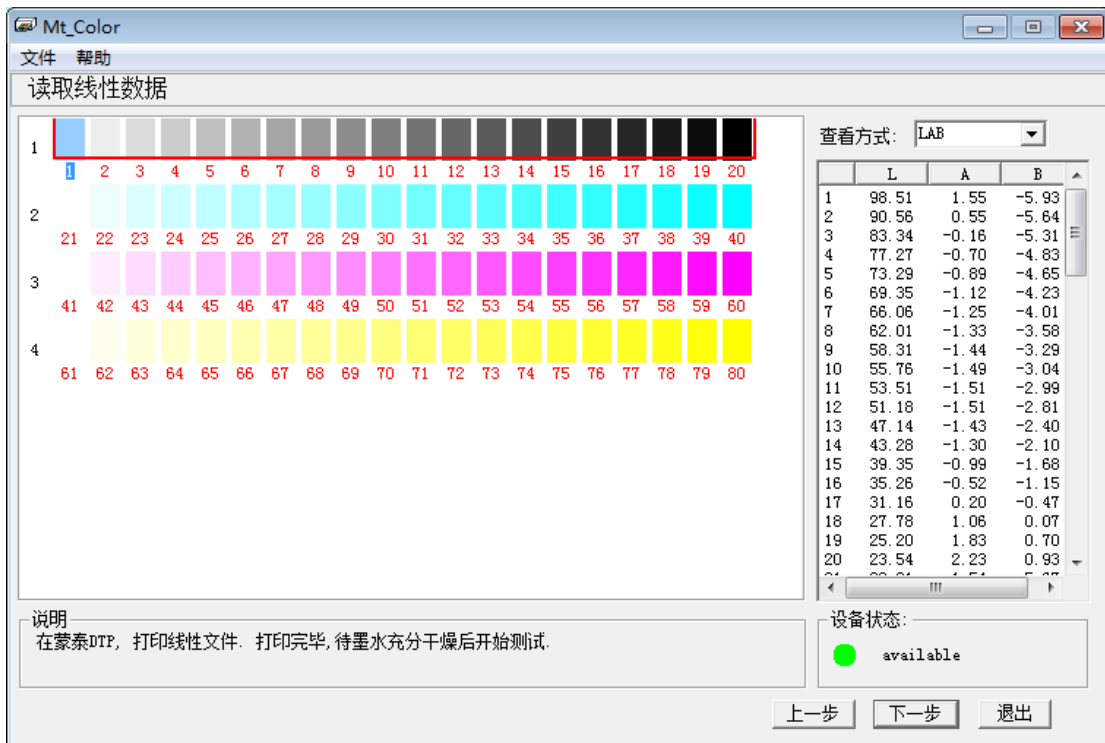 Mt_Color
文件 帮助
读取线性数据
1
1 2 3 4 5 6 7 8 9 10 11 12 13 14 15 16 17 18 19 20
2
21 22 23 24 25 26 27 28 29 30 31 32 33 34 35 36 37 38 39 40
3
41 42 43 44 45 46 47 48 49 50 51 52 53 54 55 56 57 58 59 60
4
61 62 63 64 65 66 67 68 69 70 71 72 73 74 75 76 77 78 79 80
查看方式: LAB
L A B
1 98.51 1.55 -5.93
2 90.56 0.55 -5.64
3 83.34 -0.16 -5.31
4 77.27 -0.70 -4.83
5 73.29 -0.89 -4.65
6 69.35 -1.12 -4.23
7 66.06 -1.25 -4.01
8 62.01 -1.33 -3.58
9 58.31 -1.44 -3.29
10 55.76 -1.49 -3.04
11 53.51 -1.51 -2.99
12 51.18 -1.51 -2.81
13 47.14 -1.43 -2.40
14 43.28 -1.30 -2.10
15 39.35 -0.99 -1.68
16 35.26 -0.52 -1.15
17 31.16 0.20 -0.47
18 27.78 1.06 0.07
19 25.20 1.83 0.70
20 23.54 2.23 0.93
说明
在蒙泰DTP, 打印线性文件. 打印完毕,待墨水充分干燥后开始测试.
设备状态:
available
上一步 下一步 退出